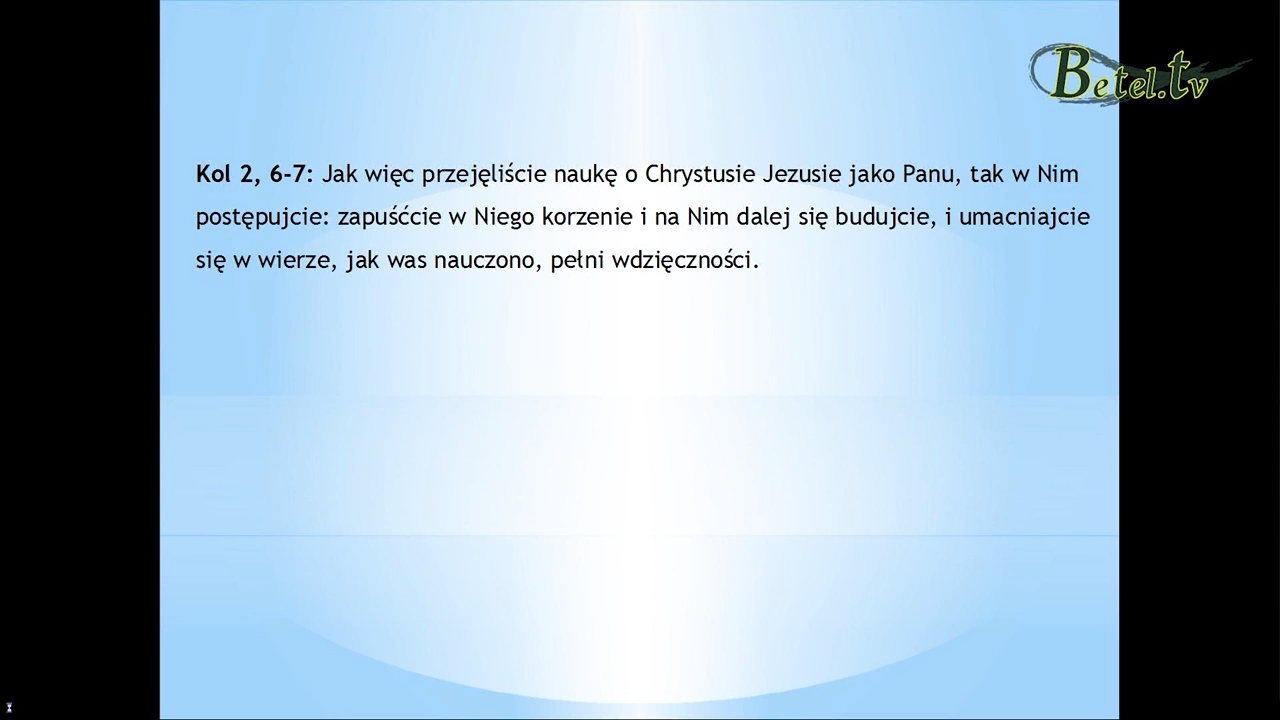 Betel.tv
Kol 2, 6-7: Jak więc przejęliście naukę o Chrystusie Jezusie jako Panu, tak w Nim
postępujcie: zapuśćcie w Niego korzenie i na Nim dalej się budujcie, i umacniajcie
się w wierze, jak was nauczono, pełni wdzięczności.